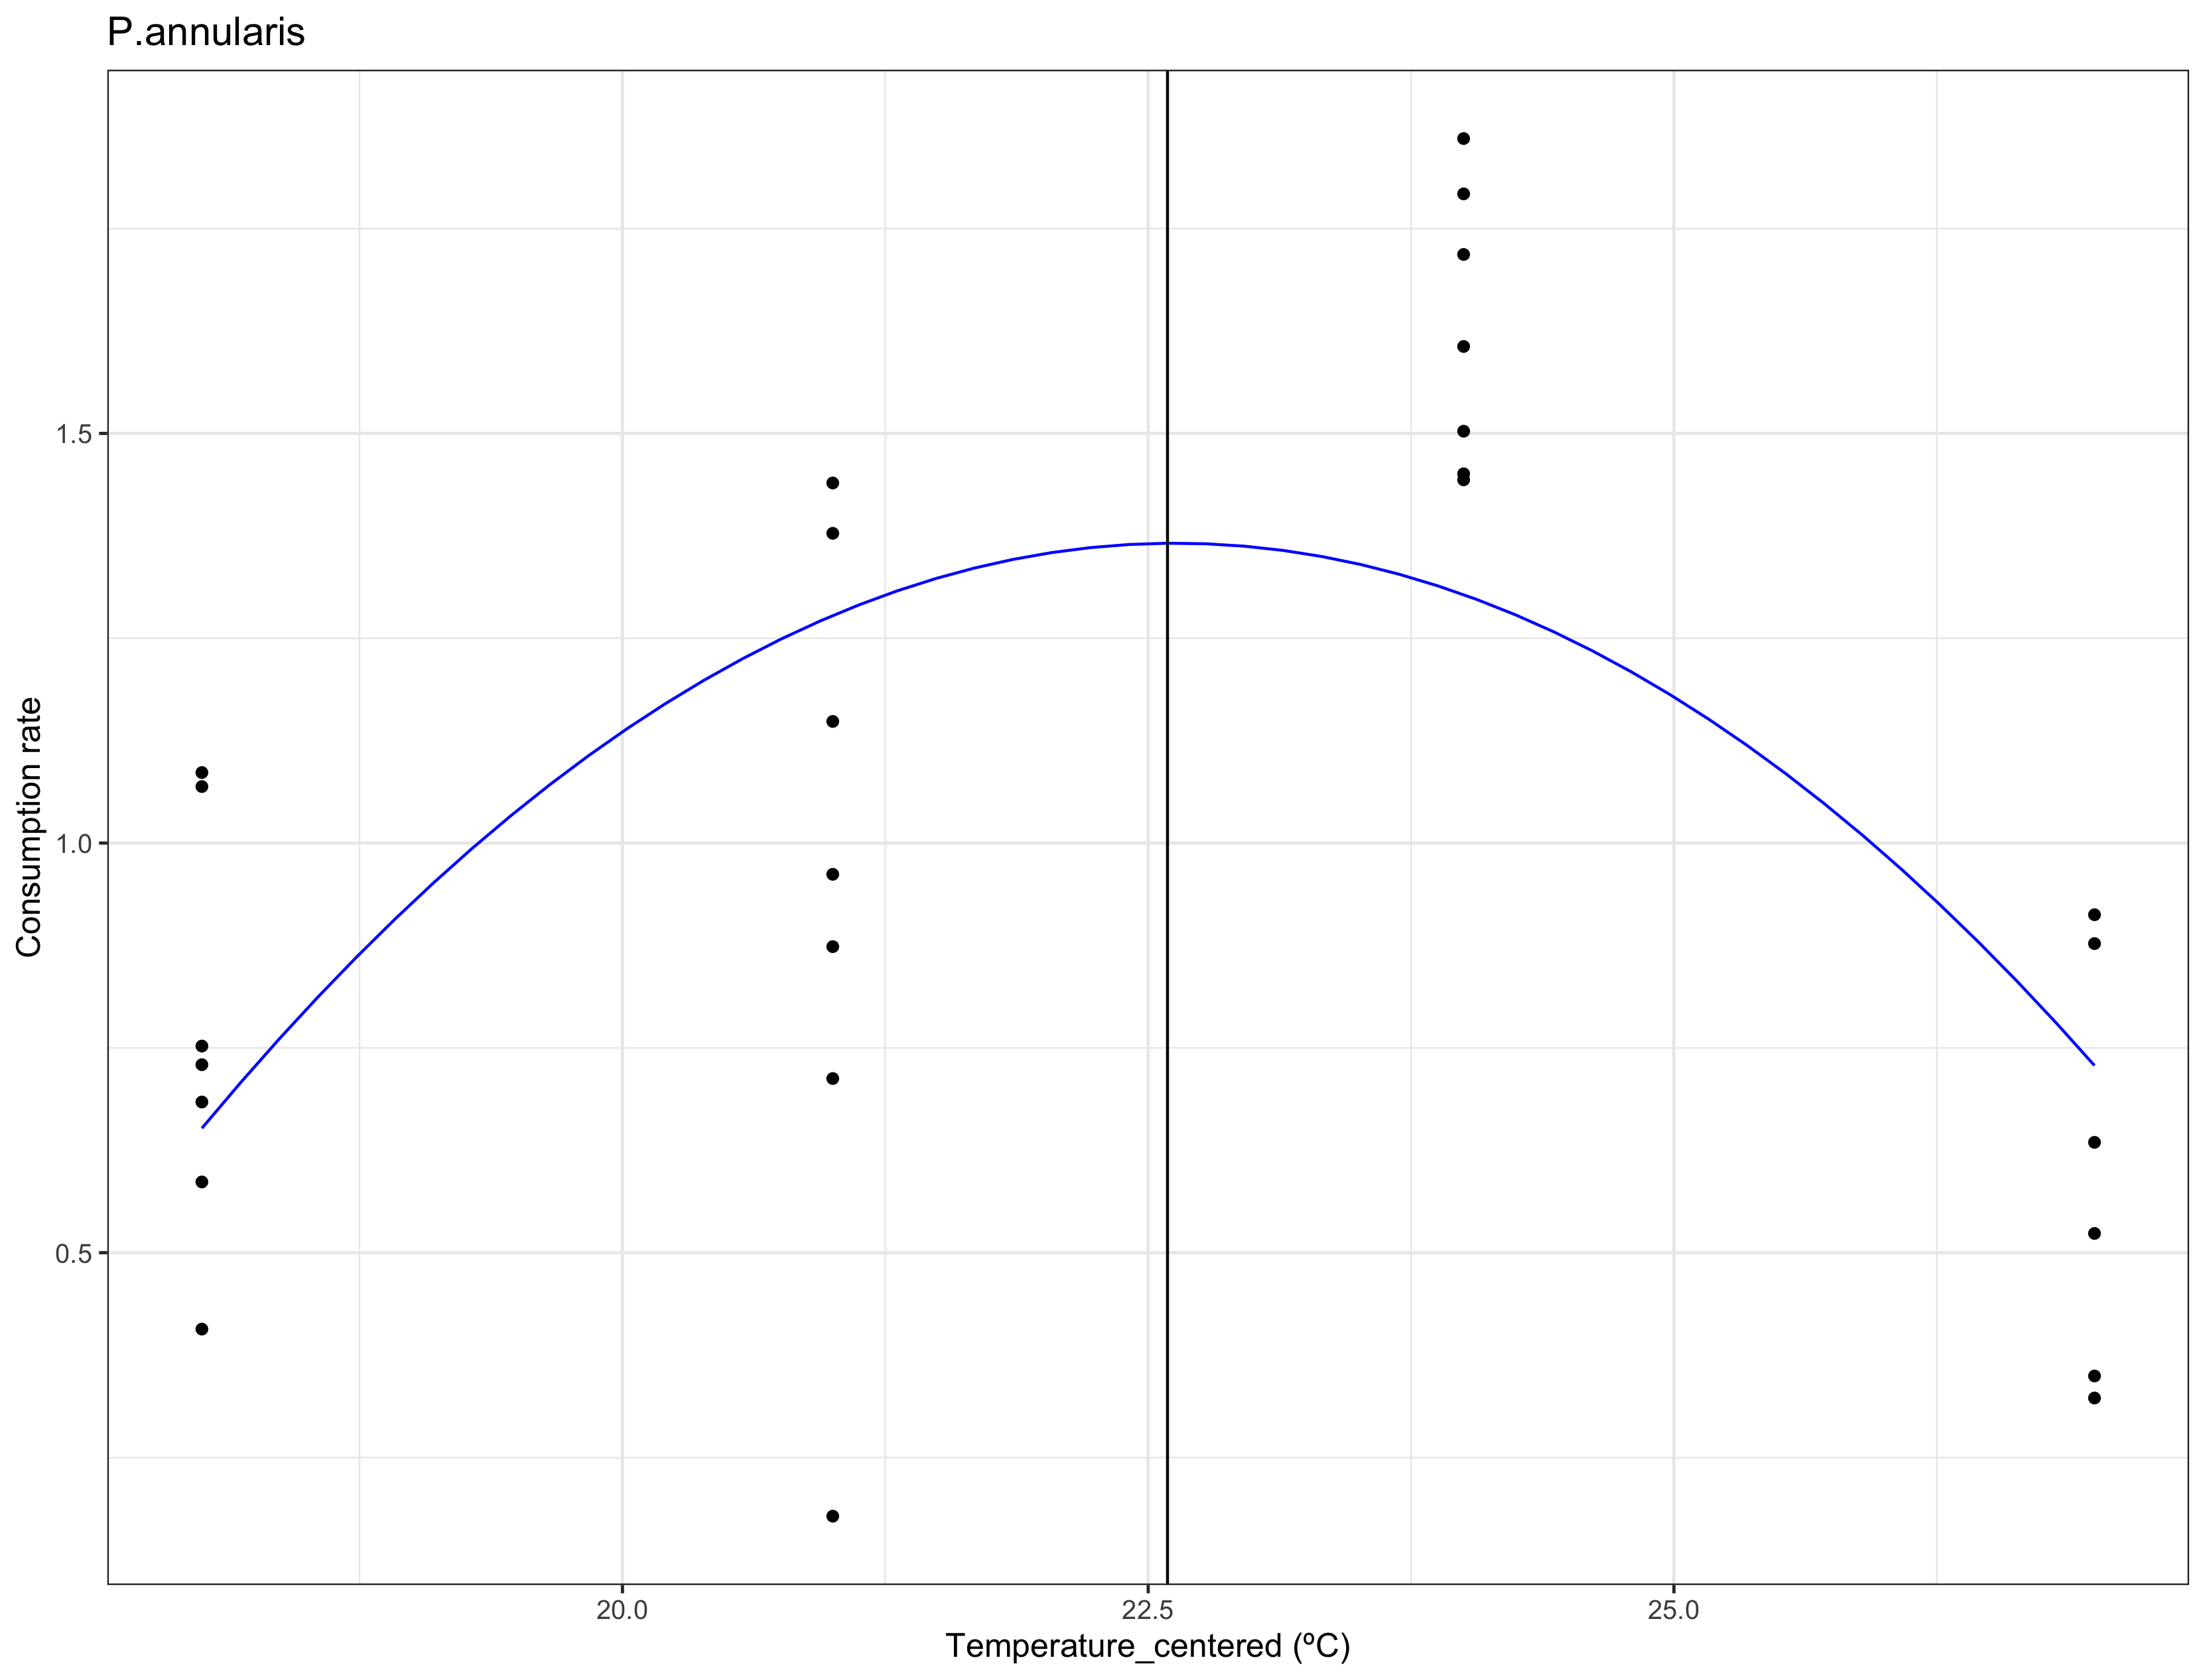 P.annularis
Consumption rate
1.5
1.0
0.5
20.0 22.5 25.0
Temperature_centered (ºC)